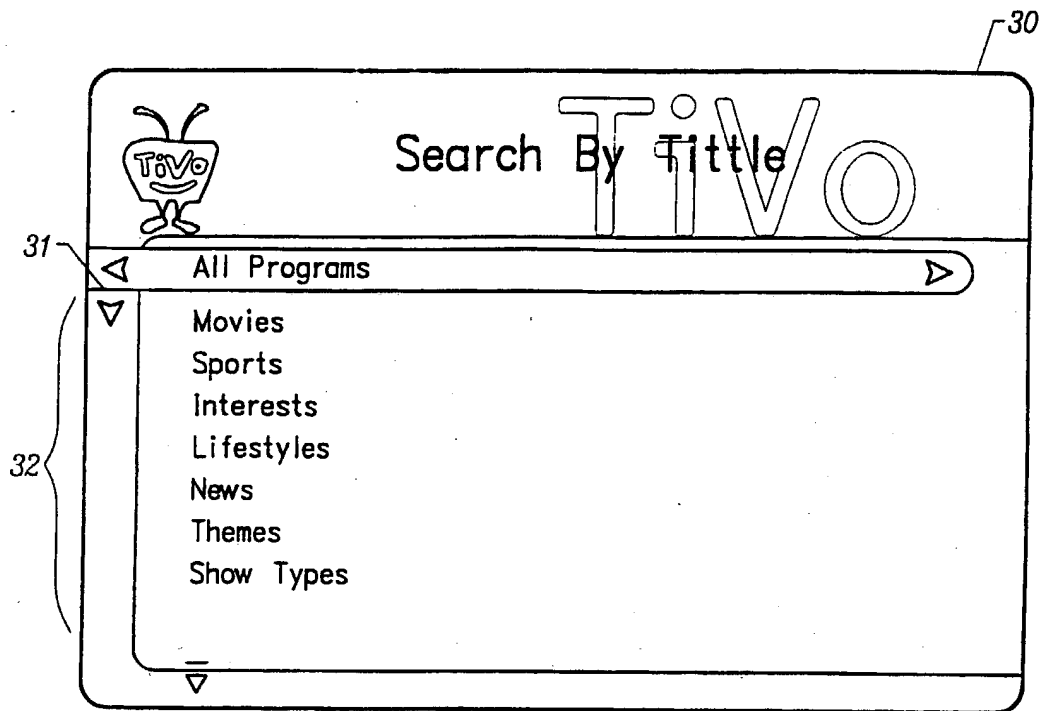 30
TiVo
TiVo
Search By Tittle
31
All Programs
Movies
Sports
Interests
Lifestyles
32
News
Themes
Show Types